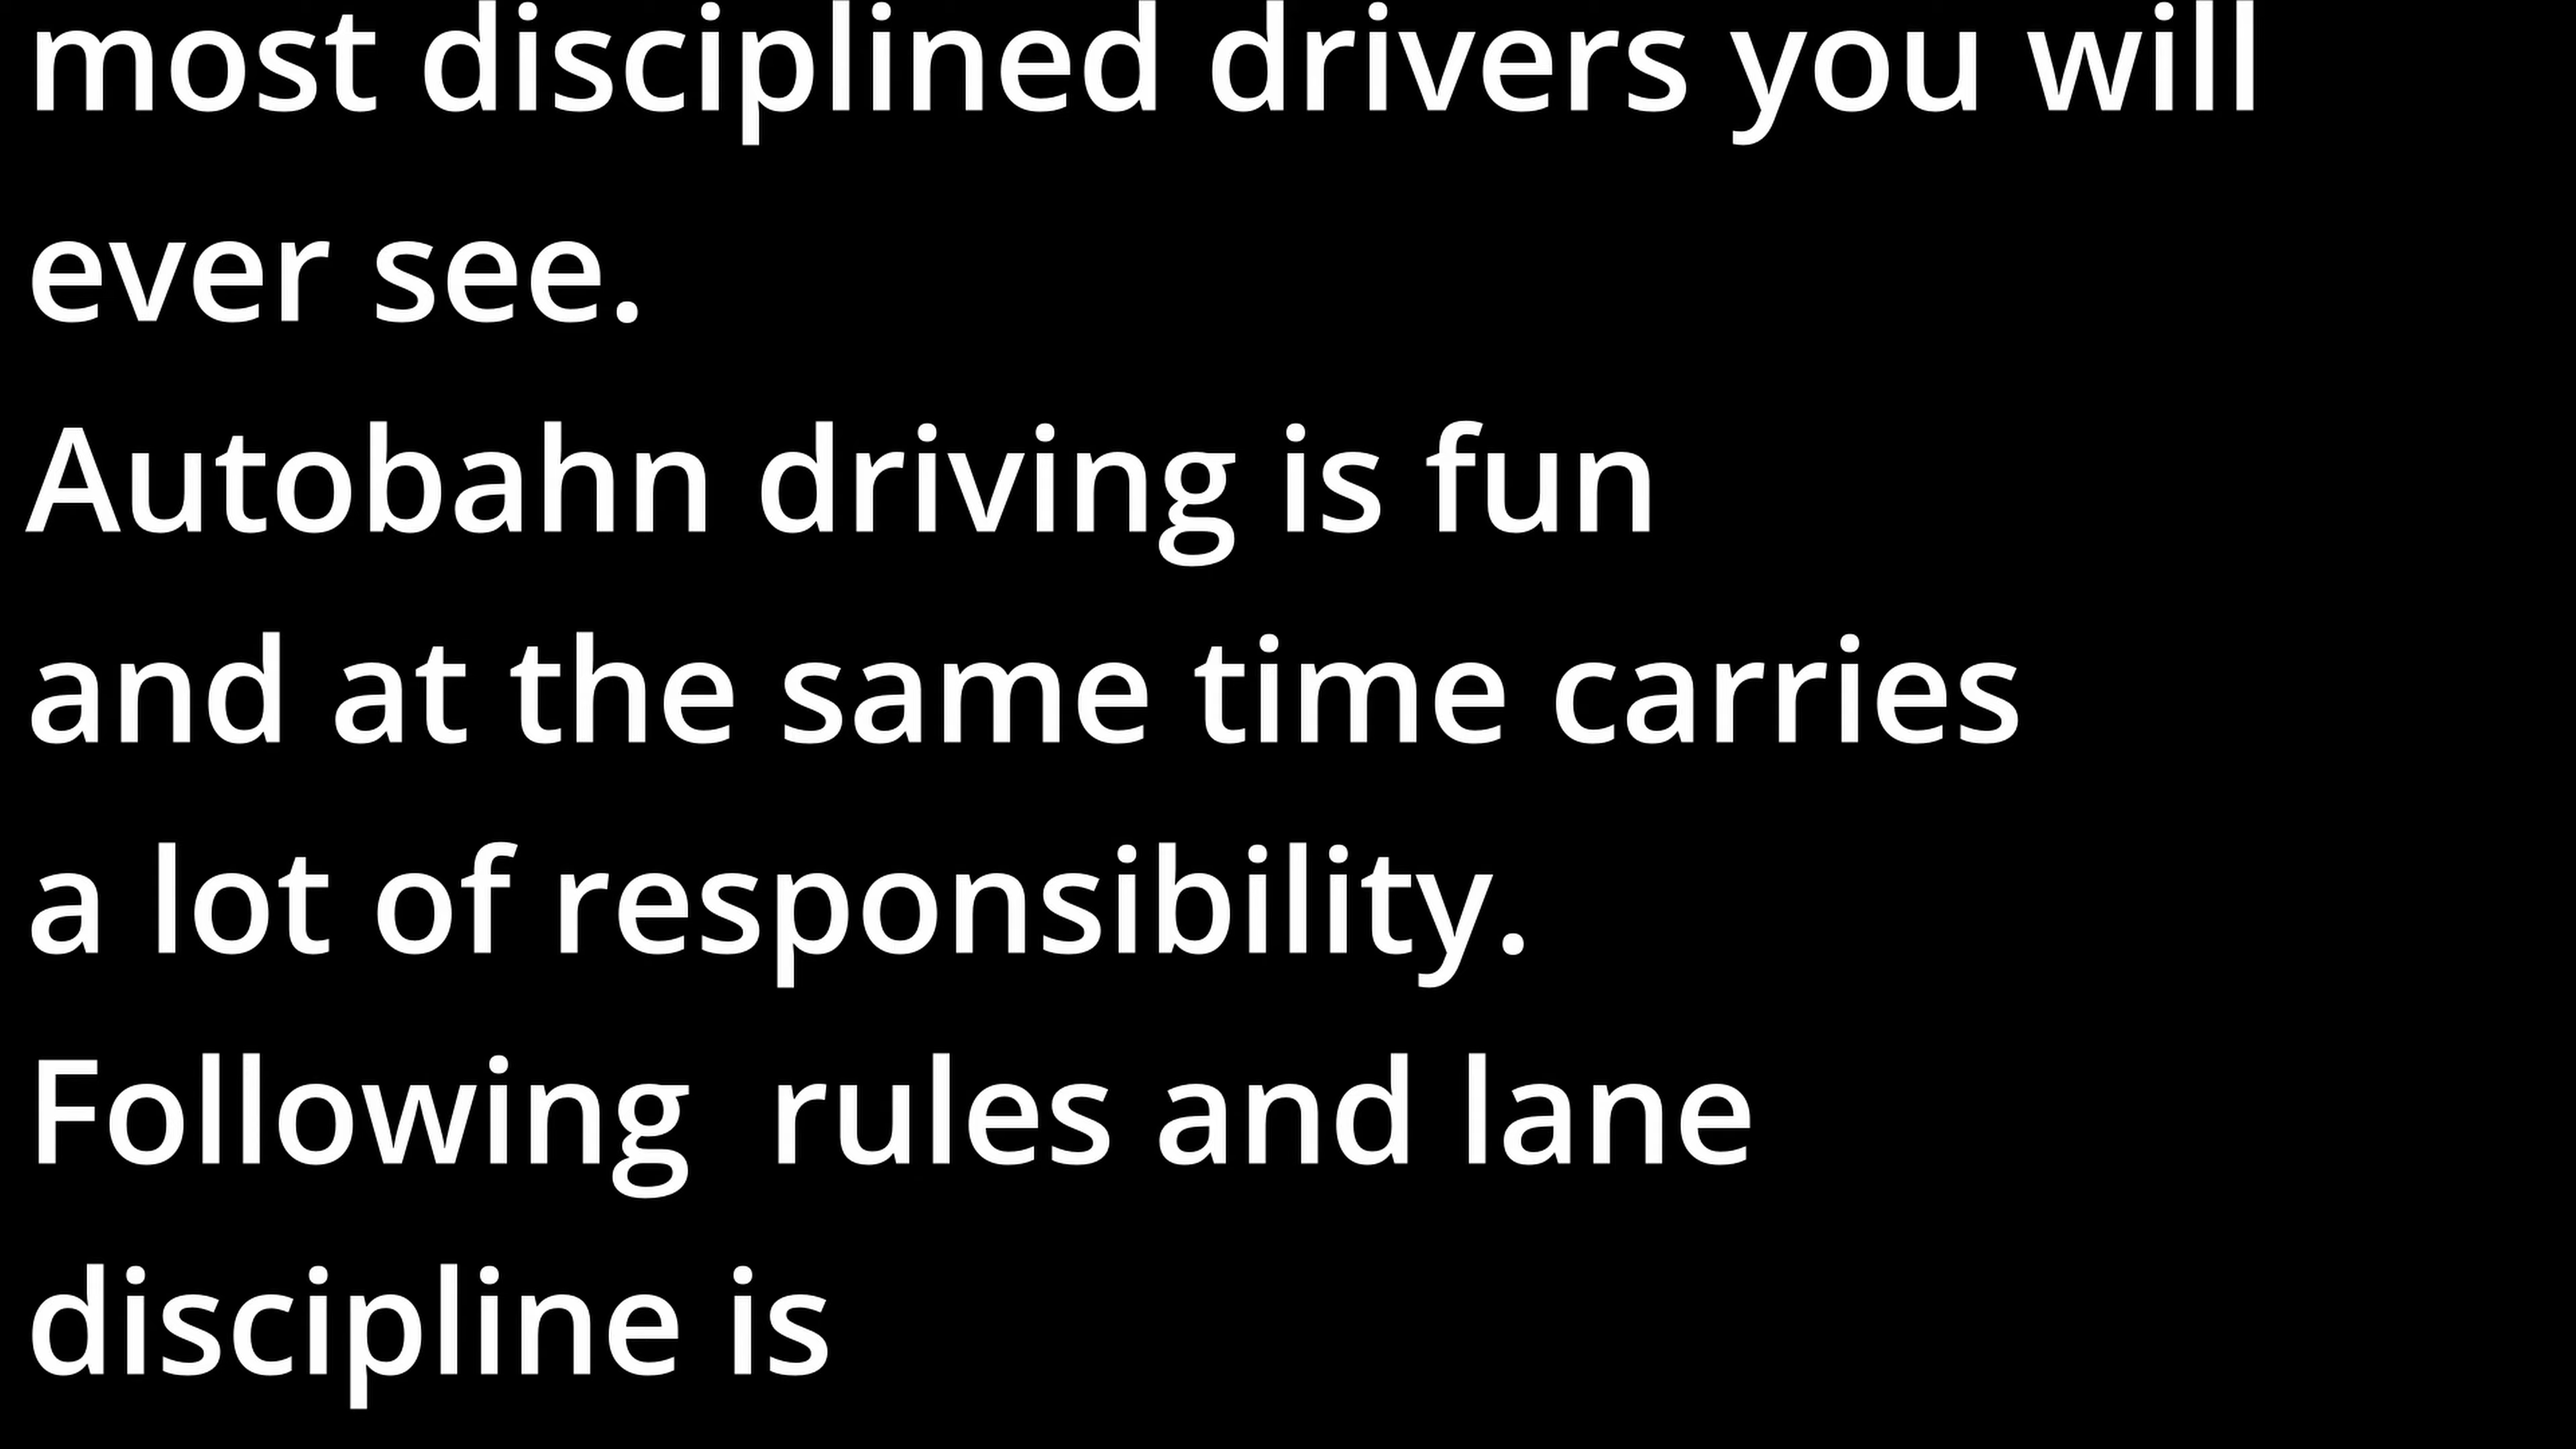 most disciplined drivers you will
ever see.
Autobahn driving is fun
and at the same time carries
a lot of responsibility.
Following  rules and lane
discipline is